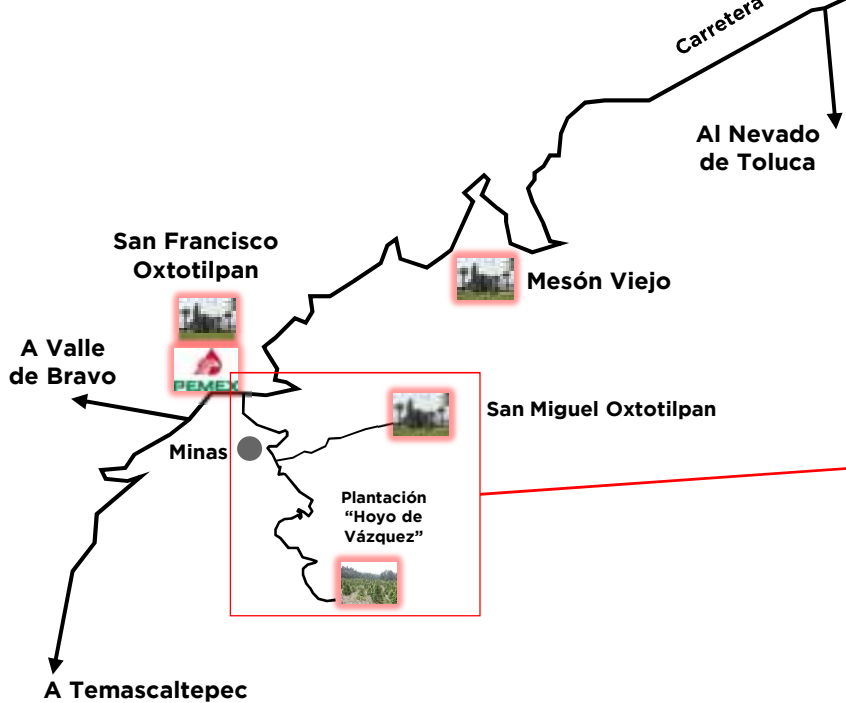 Carretera
Al Nevado
de Toluca
San Francisco
Oxtotilpan
Mesón Viejo
A Valle
de Bravo
PEMEX
San Miguel Oxtotilpan
Minas
Plantación
“Hoyo de
Vázquez”
A Temascaltepec